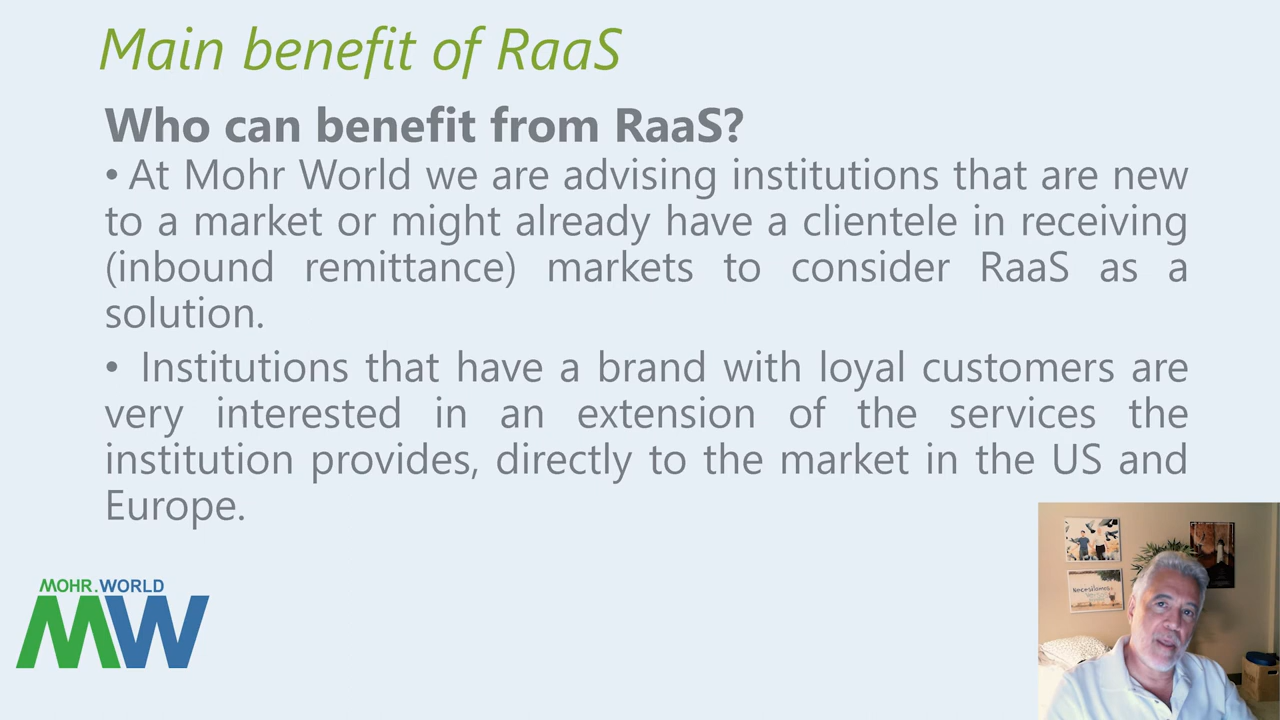 Main benefit of RaaS
Who can benefit from RaaS?
• At Mohr World we are advising institutions that are new
to a market or might already have a clientele in receiving
(inbound remittance) markets to consider RaaS as a
solution.
• Institutions that have a brand with loyal customers are
very interested in an extension of the services the
institution provides, directly to the market in the US and
Europe.
MOHR.WORLD
MW